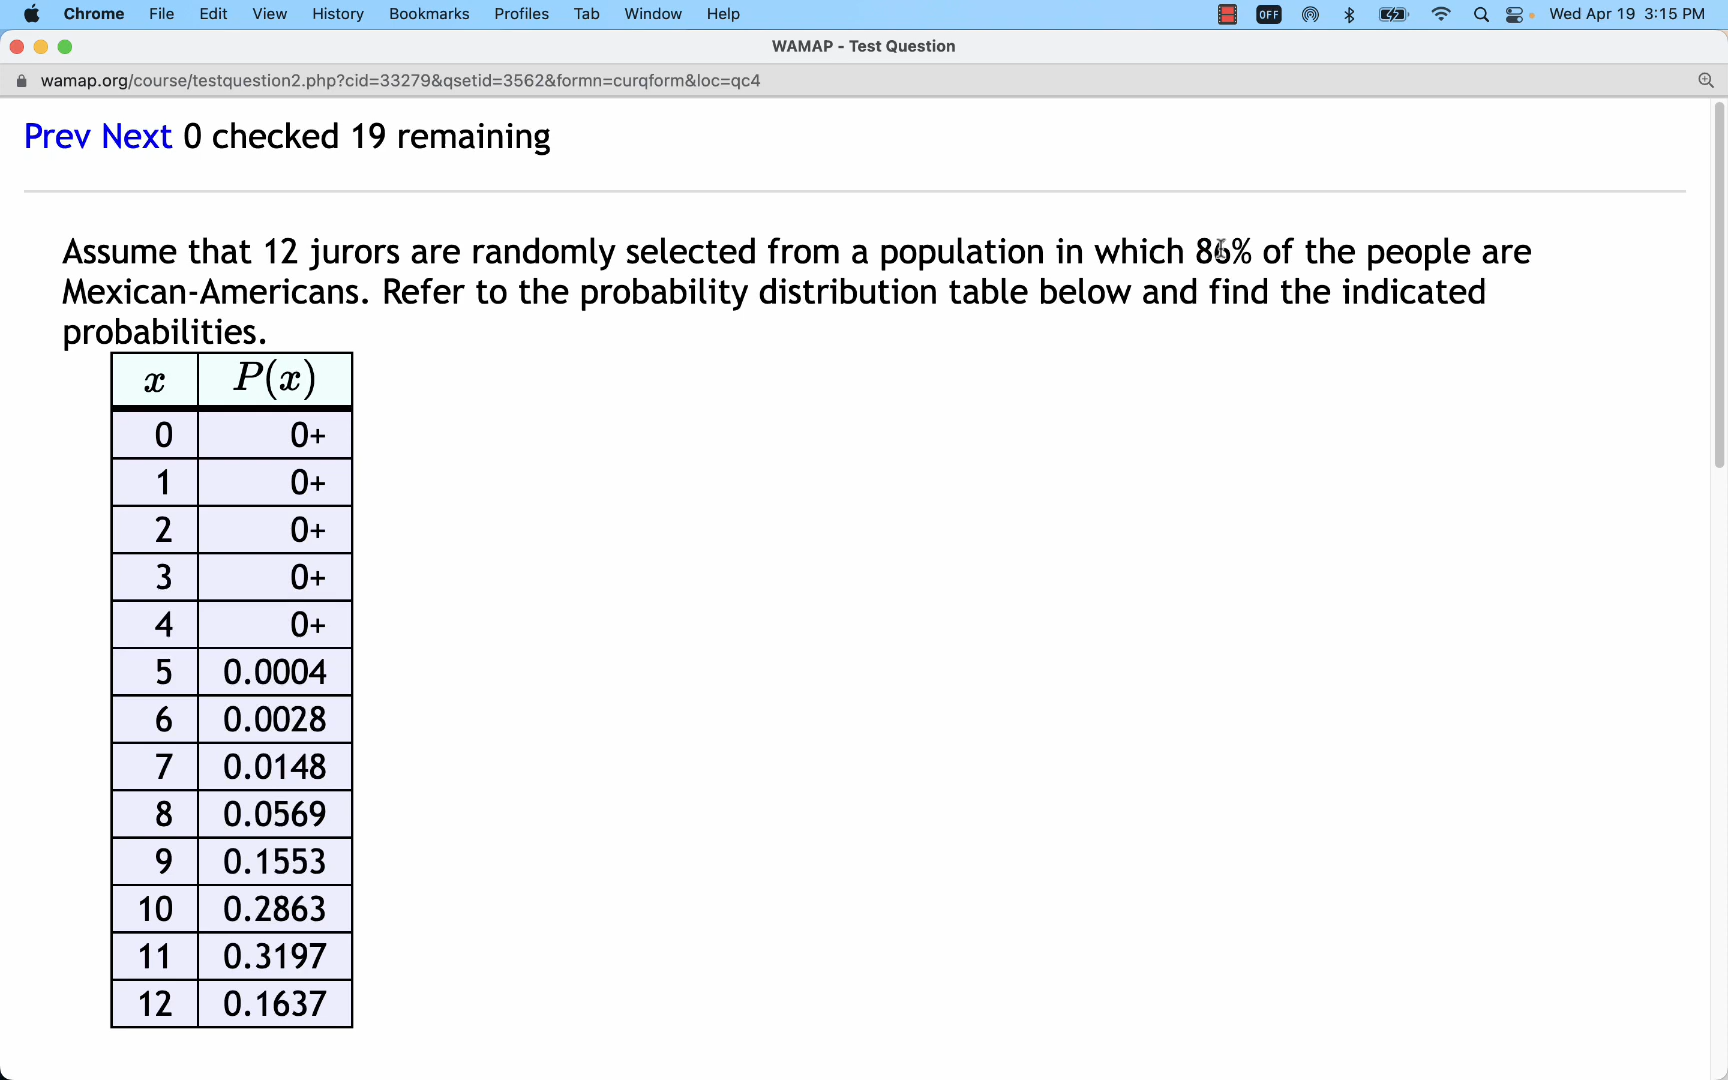 Chrome File Edit View History Bookmarks Profiles Tab Window Help OFF Wed Apr 19 3:15 PM
WAMAP - Test Question
wamap.org/course/testquestion2.php?cid=33279&qsetid=3562&formn=curqform&loc=qc4
Prev Next 0 checked 19 remaining
Assume that 12 jurors are randomly selected from a population in which 86% of the people are
Mexican-Americans. Refer to the probability distribution table below and find the indicated
probabilities.
x P(x)
0 0+
1 0+
2 0+
3 0+
4 0+
5 0.0004
6 0.0028
7 0.0148
8 0.0569
9 0.1553
10 0.2863
11 0.3197
12 0.1637